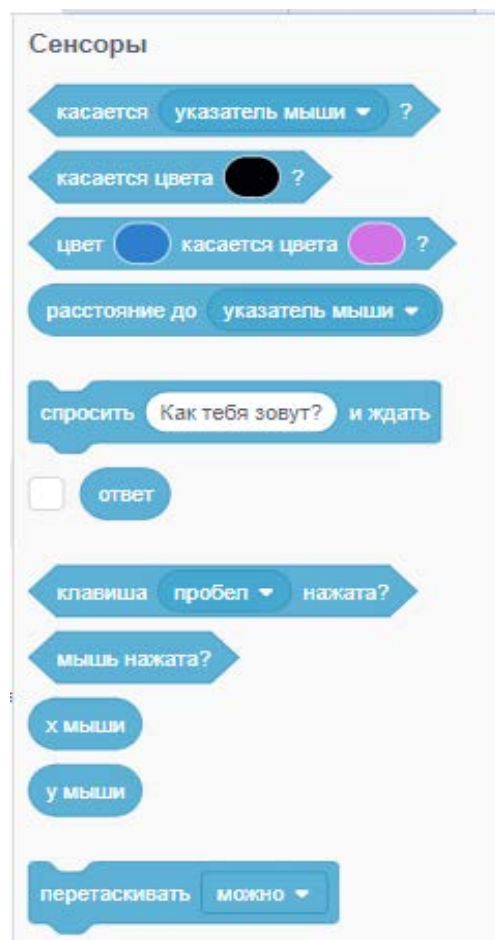 Сенсоры
касается указатель мыши ?
касается цвета ?
цвет касается цвета ?
расстояние до указатель мыши
спросить Как тебя зовут? и ждать
ответ
клавиша пробел нажата?
мышь нажата?
х мыши
у мыши
перетаскивать можно